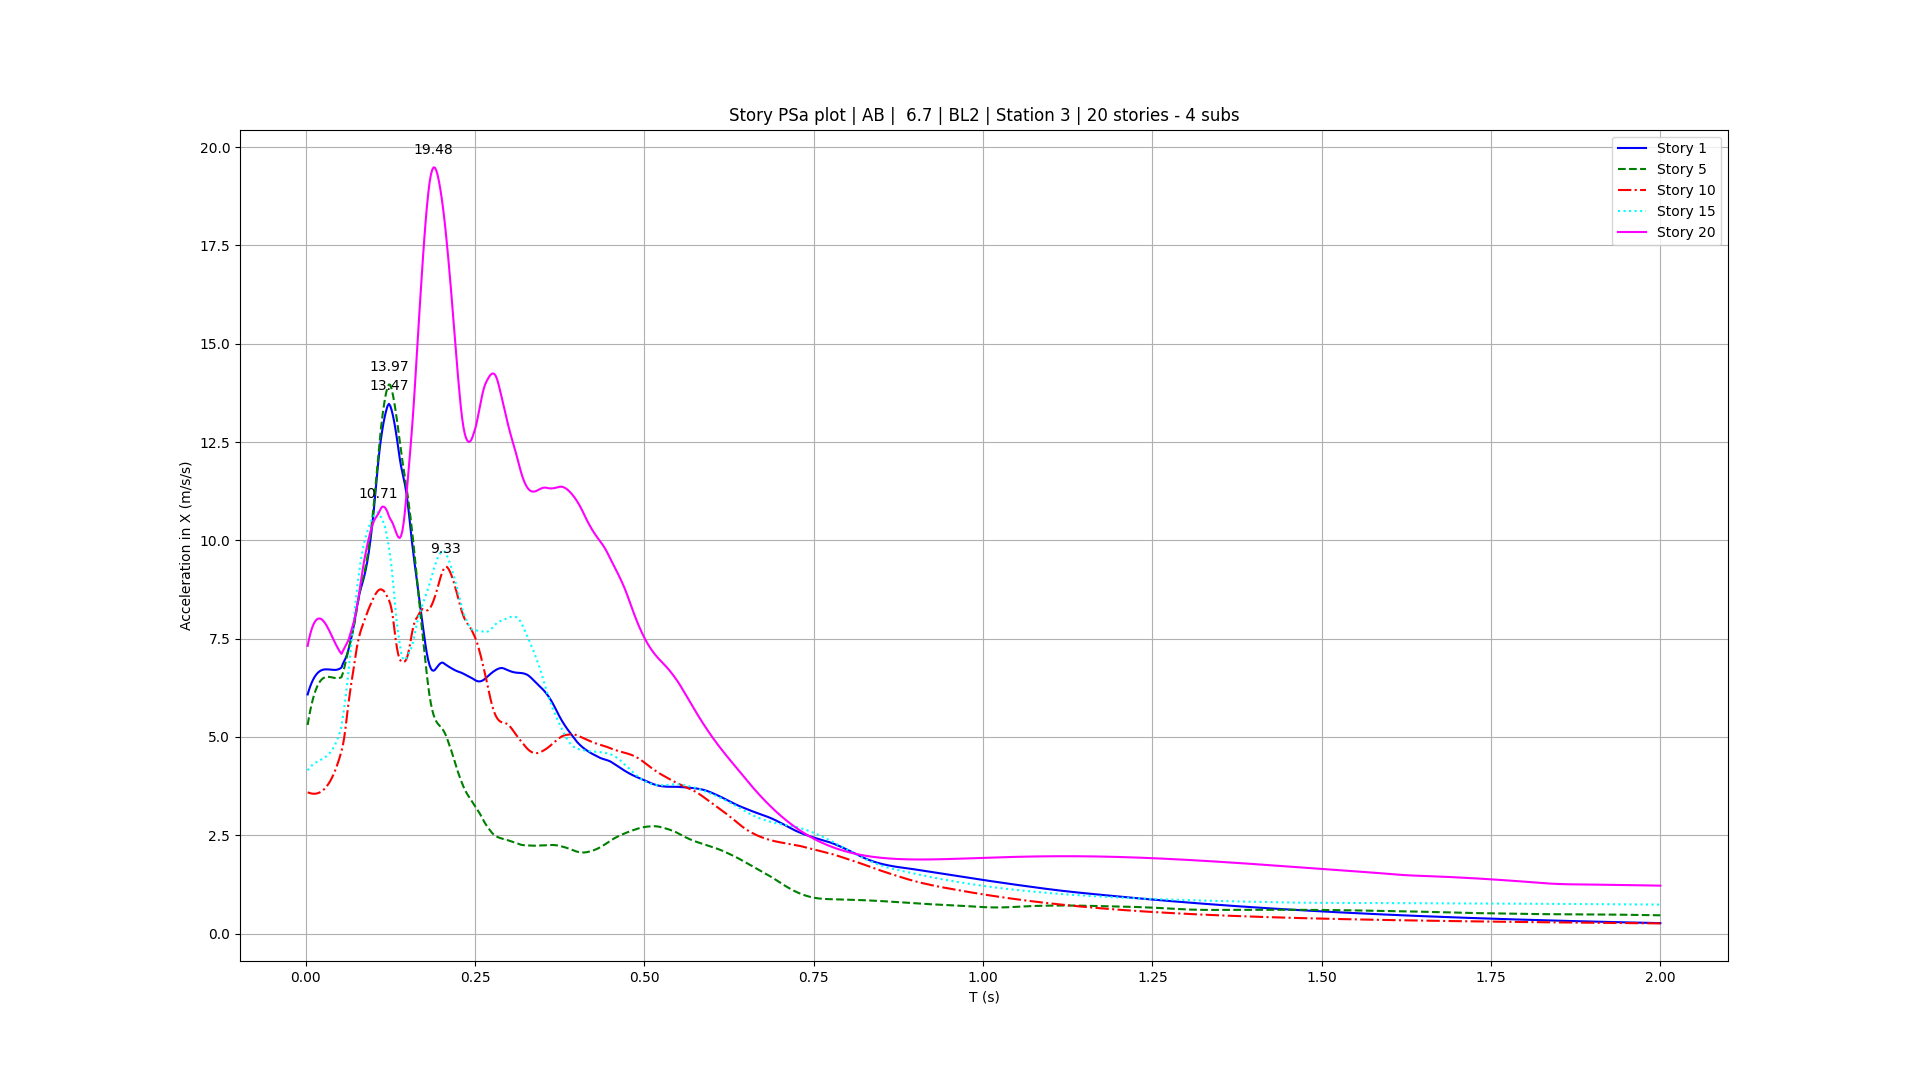 Story PSa plot | AB |  6.7 | BL2 | Station 3 | 20 stories - 4 subs
20.0
17.5
15.0
12.5
10.0
7.5
5.0
2.5
0.0
Acceleration in X (m/s/s)
19.48
13.97
13.47
10.71
9.33
Story 1
Story 5
Story 10
Story 15
Story 20
0.00 0.25 0.50 0.75 1.00 1.25 1.50 1.75 2.00
T (s)